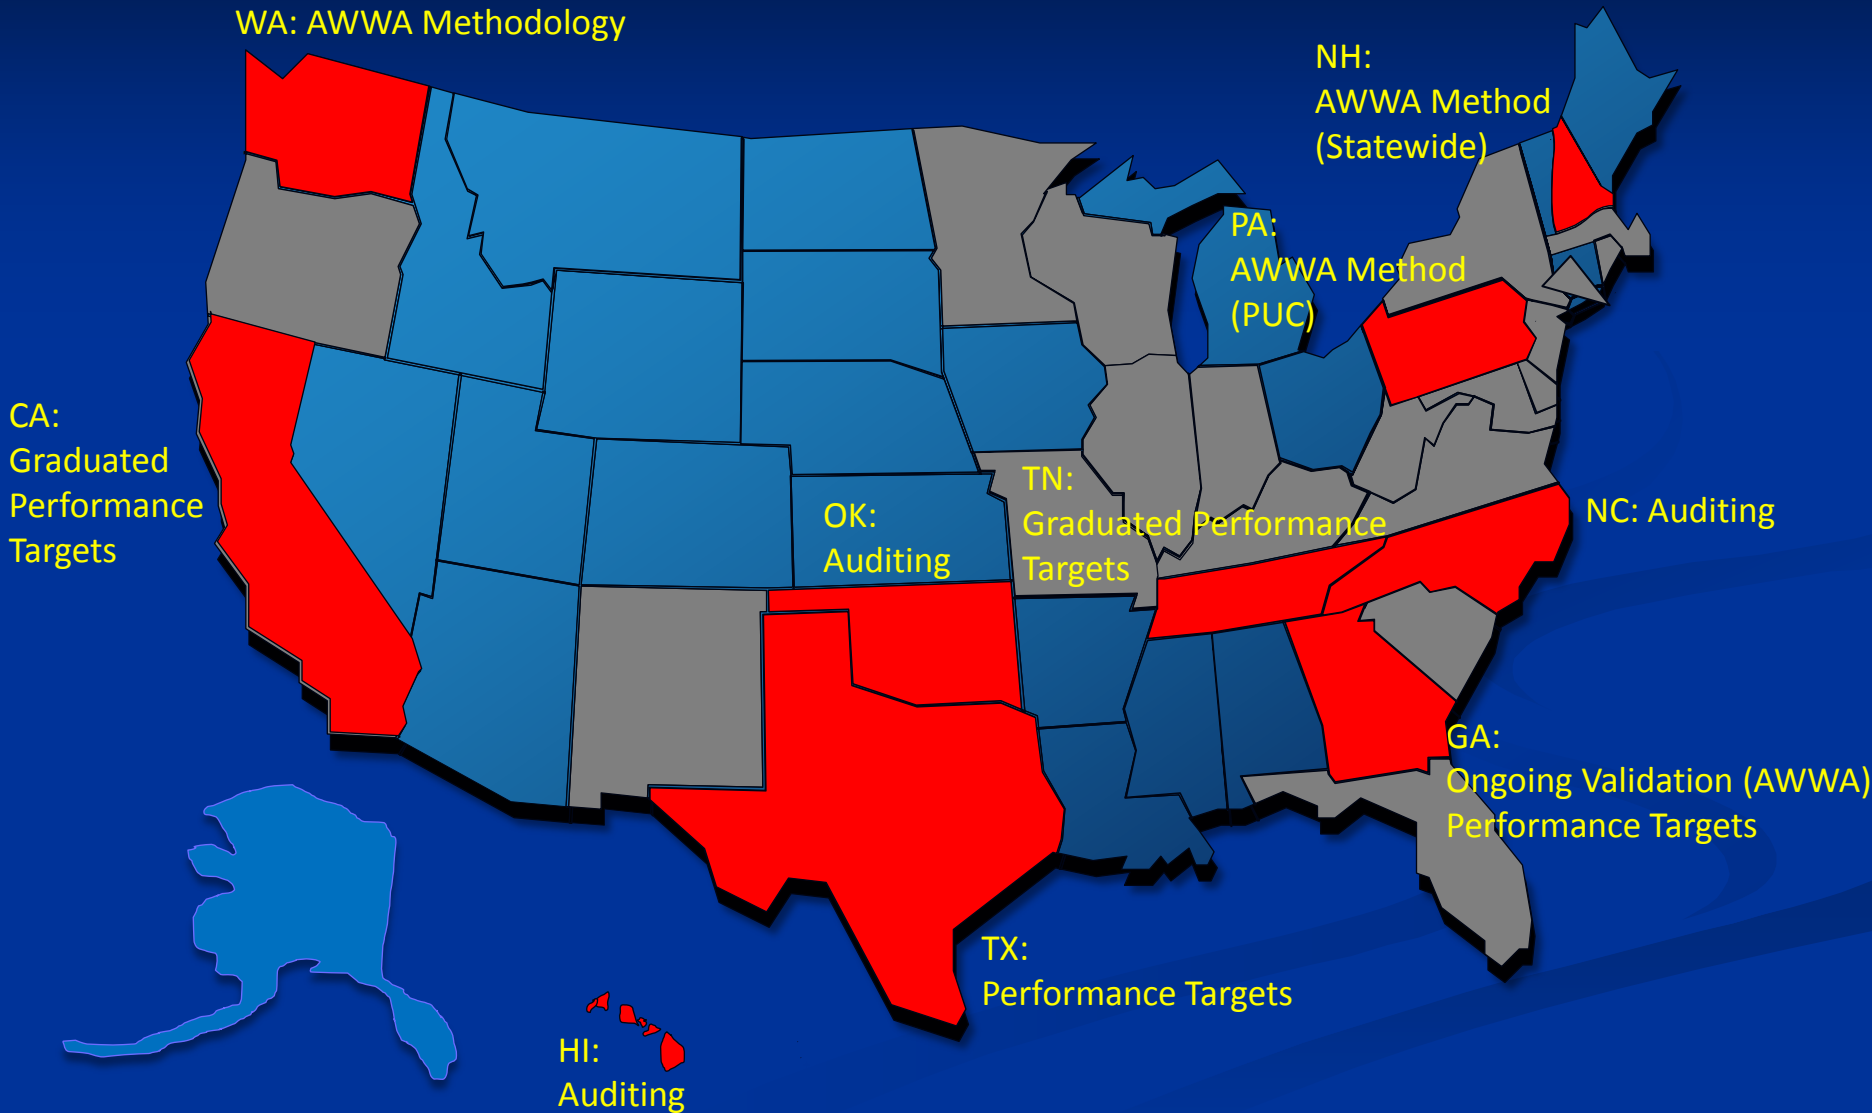 WA: AWWA Methodology
NH:
AWWA Method
(Statewide)
PA:
AWWA Method
(PUC)
CA:
Graduated
Performance
Targets
OK:
Auditing
TN:
Graduated Performance
Targets
NC: Auditing
GA:
Ongoing Validation (AWWA)
Performance Targets
TX:
Performance Targets
HI:
Auditing